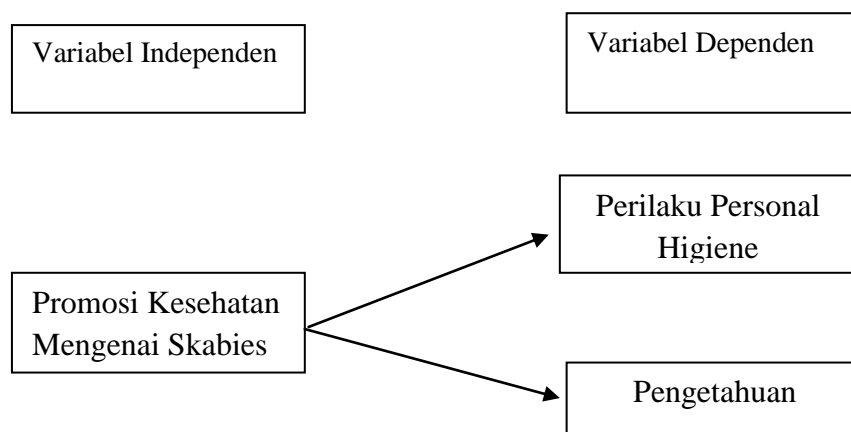 Variabel Independen
Variabel Dependen
Perilaku Personal
Higiene
Promosi Kesehatan
Mengenai Skabies
Pengetahuan